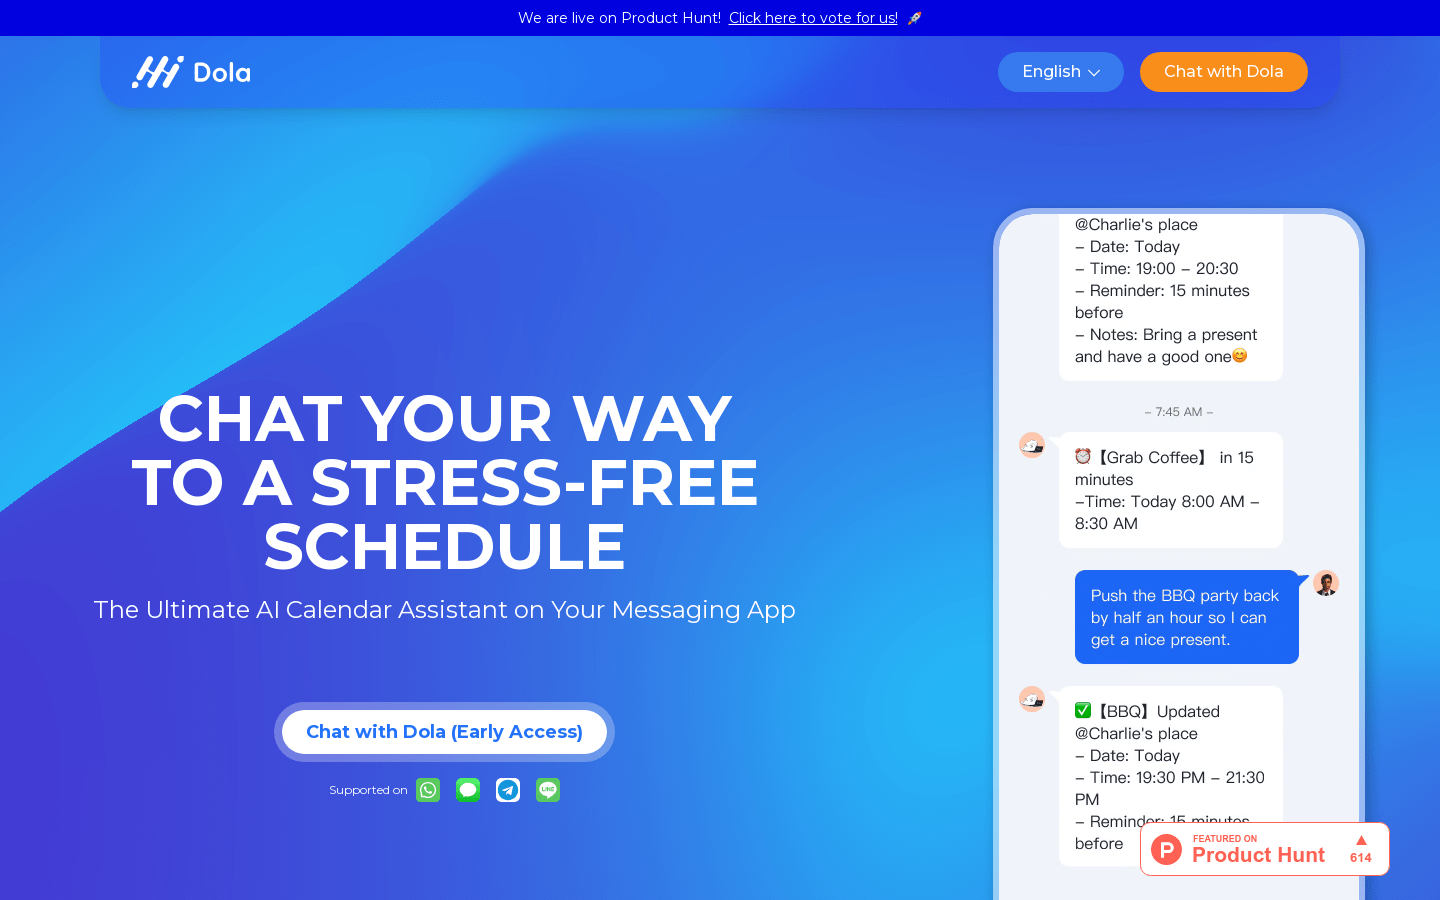 We are live on Product Hunt! Click here to vote for us! 🚀
Dola
English
Chat with Dola
CHAT YOUR WAY
TO A STRESS-FREE
SCHEDULE
The Ultimate AI Calendar Assistant on Your Messaging App
Chat with Dola (Early Access)
Supported on
LINE
@Charlie's place
- Date: Today
- Time: 19:00 - 20:30
- Reminder: 15 minutes
before
- Notes: Bring a present
and have a good one😊
- 7:45 AM -
⏰【Grab Coffee】 in 15
minutes
-Time: Today 8:00 AM -
8:30 AM
Push the BBQ party back
by half an hour so I can
get a nice present.
✅【BBQ】Updated
@Charlie's place
- Date: Today
- Time: 19:30 PM - 21:30
PM
- Reminder: 15 minutes
before
P
FEATURED ON
Product Hunt
▲
614